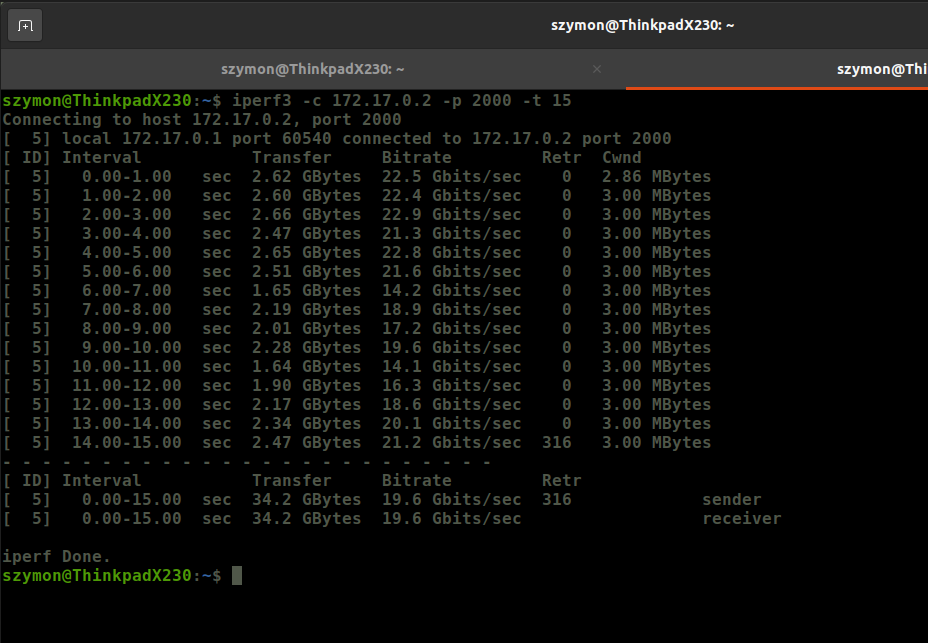 szymon@ThinkpadX230: ~
szymon@ThinkpadX230: ~ × szymon@Thi
szymon@ThinkpadX230:~$ iperf3 -c 172.17.0.2 -p 2000 -t 15
Connecting to host 172.17.0.2, port 2000
[  5] local 172.17.0.1 port 60540 connected to 172.17.0.2 port 2000
[ ID] Interval           Transfer     Bitrate         Retr  Cwnd
[  5]   0.00-1.00   sec  2.62 GBytes  22.5 Gbits/sec    0   2.86 MBytes
[  5]   1.00-2.00   sec  2.60 GBytes  22.4 Gbits/sec    0   3.00 MBytes
[  5]   2.00-3.00   sec  2.66 GBytes  22.9 Gbits/sec    0   3.00 MBytes
[  5]   3.00-4.00   sec  2.47 GBytes  21.3 Gbits/sec    0   3.00 MBytes
[  5]   4.00-5.00   sec  2.65 GBytes  22.8 Gbits/sec    0   3.00 MBytes
[  5]   5.00-6.00   sec  2.51 GBytes  21.6 Gbits/sec    0   3.00 MBytes
[  5]   6.00-7.00   sec  1.65 GBytes  14.2 Gbits/sec    0   3.00 MBytes
[  5]   7.00-8.00   sec  2.19 GBytes  18.9 Gbits/sec    0   3.00 MBytes
[  5]   8.00-9.00   sec  2.01 GBytes  17.2 Gbits/sec    0   3.00 MBytes
[  5]   9.00-10.00  sec  2.28 GBytes  19.6 Gbits/sec    0   3.00 MBytes
[  5]  10.00-11.00  sec  1.64 GBytes  14.1 Gbits/sec    0   3.00 MBytes
[  5]  11.00-12.00  sec  1.90 GBytes  16.3 Gbits/sec    0   3.00 MBytes
[  5]  12.00-13.00  sec  2.17 GBytes  18.6 Gbits/sec    0   3.00 MBytes
[  5]  13.00-14.00  sec  2.34 GBytes  20.1 Gbits/sec    0   3.00 MBytes
[  5]  14.00-15.00  sec  2.47 GBytes  21.2 Gbits/sec  316   3.00 MBytes
- - - - - - - - - - - - - - - - - - - - - - - - -
[ ID] Interval           Transfer     Bitrate         Retr
[  5]   0.00-15.00  sec  34.2 GBytes  19.6 Gbits/sec  316             sender
[  5]   0.00-15.00  sec  34.2 GBytes  19.6 Gbits/sec                  receiver
iperf Done.
szymon@ThinkpadX230:~$